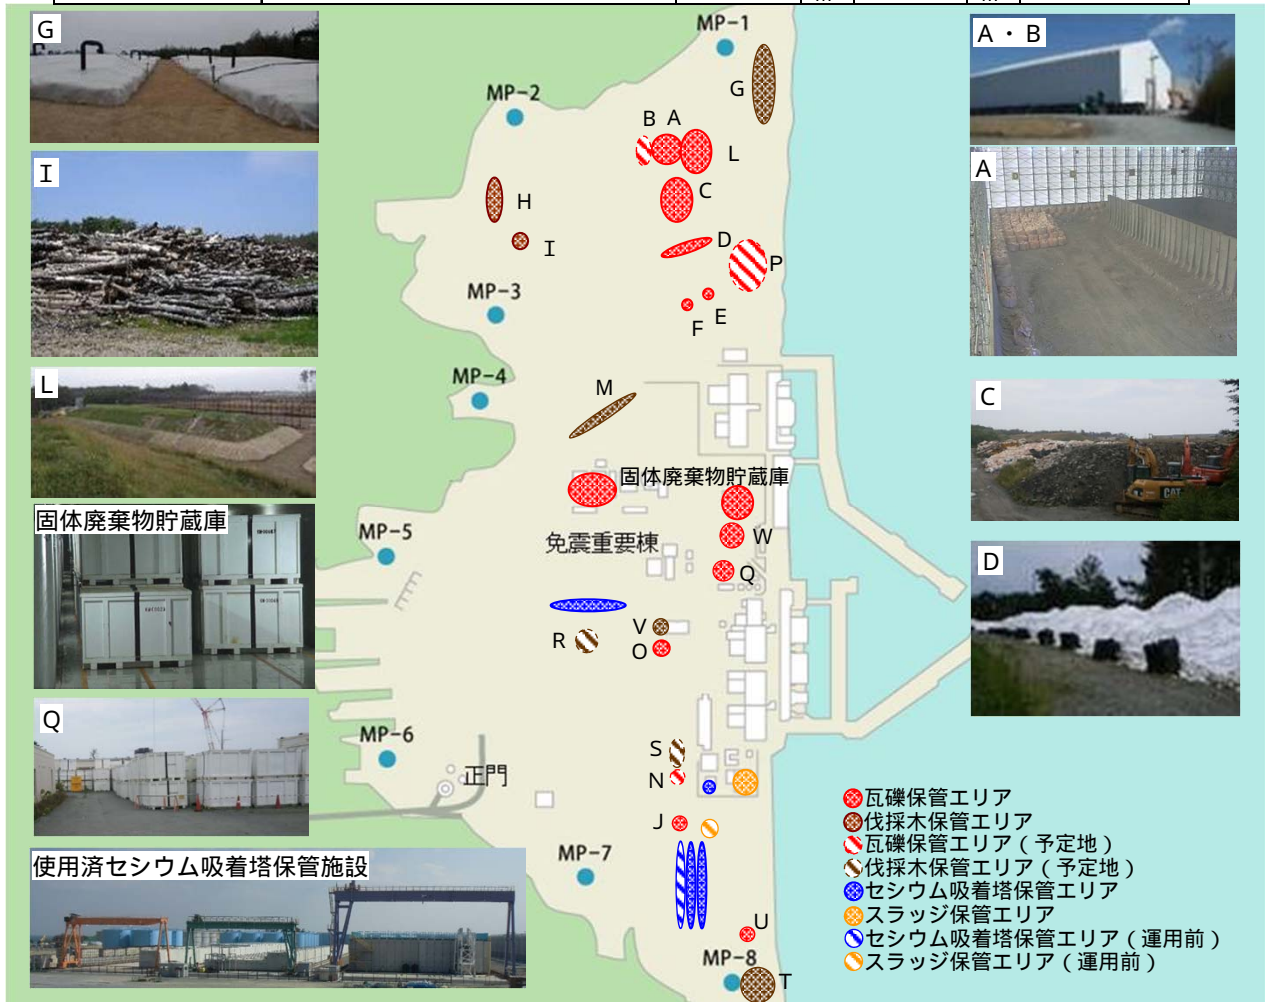 G
I
L
固体廃棄物貯蔵庫
Q
使用済セシウム吸着塔保管施設
MP-1
G
MP-2
B A
L
C
H
I
D
P
MP-3
E
F
MP-4
M
固体廃棄物貯蔵庫
MP-5
免震重要棟
W
Q
V
R
O
MP-6
S
正門
N
J
MP-7
U
MP-8
T
A・B
A
C
D
瓦礫保管エリア
伐採木保管エリア
瓦礫保管エリア(予定地)
伐採木保管エリア(予定地)
セシウム吸着塔保管エリア
スラッジ保管エリア
セシウム吸着塔保管エリア(運用前)
スラッジ保管エリア(運用前)